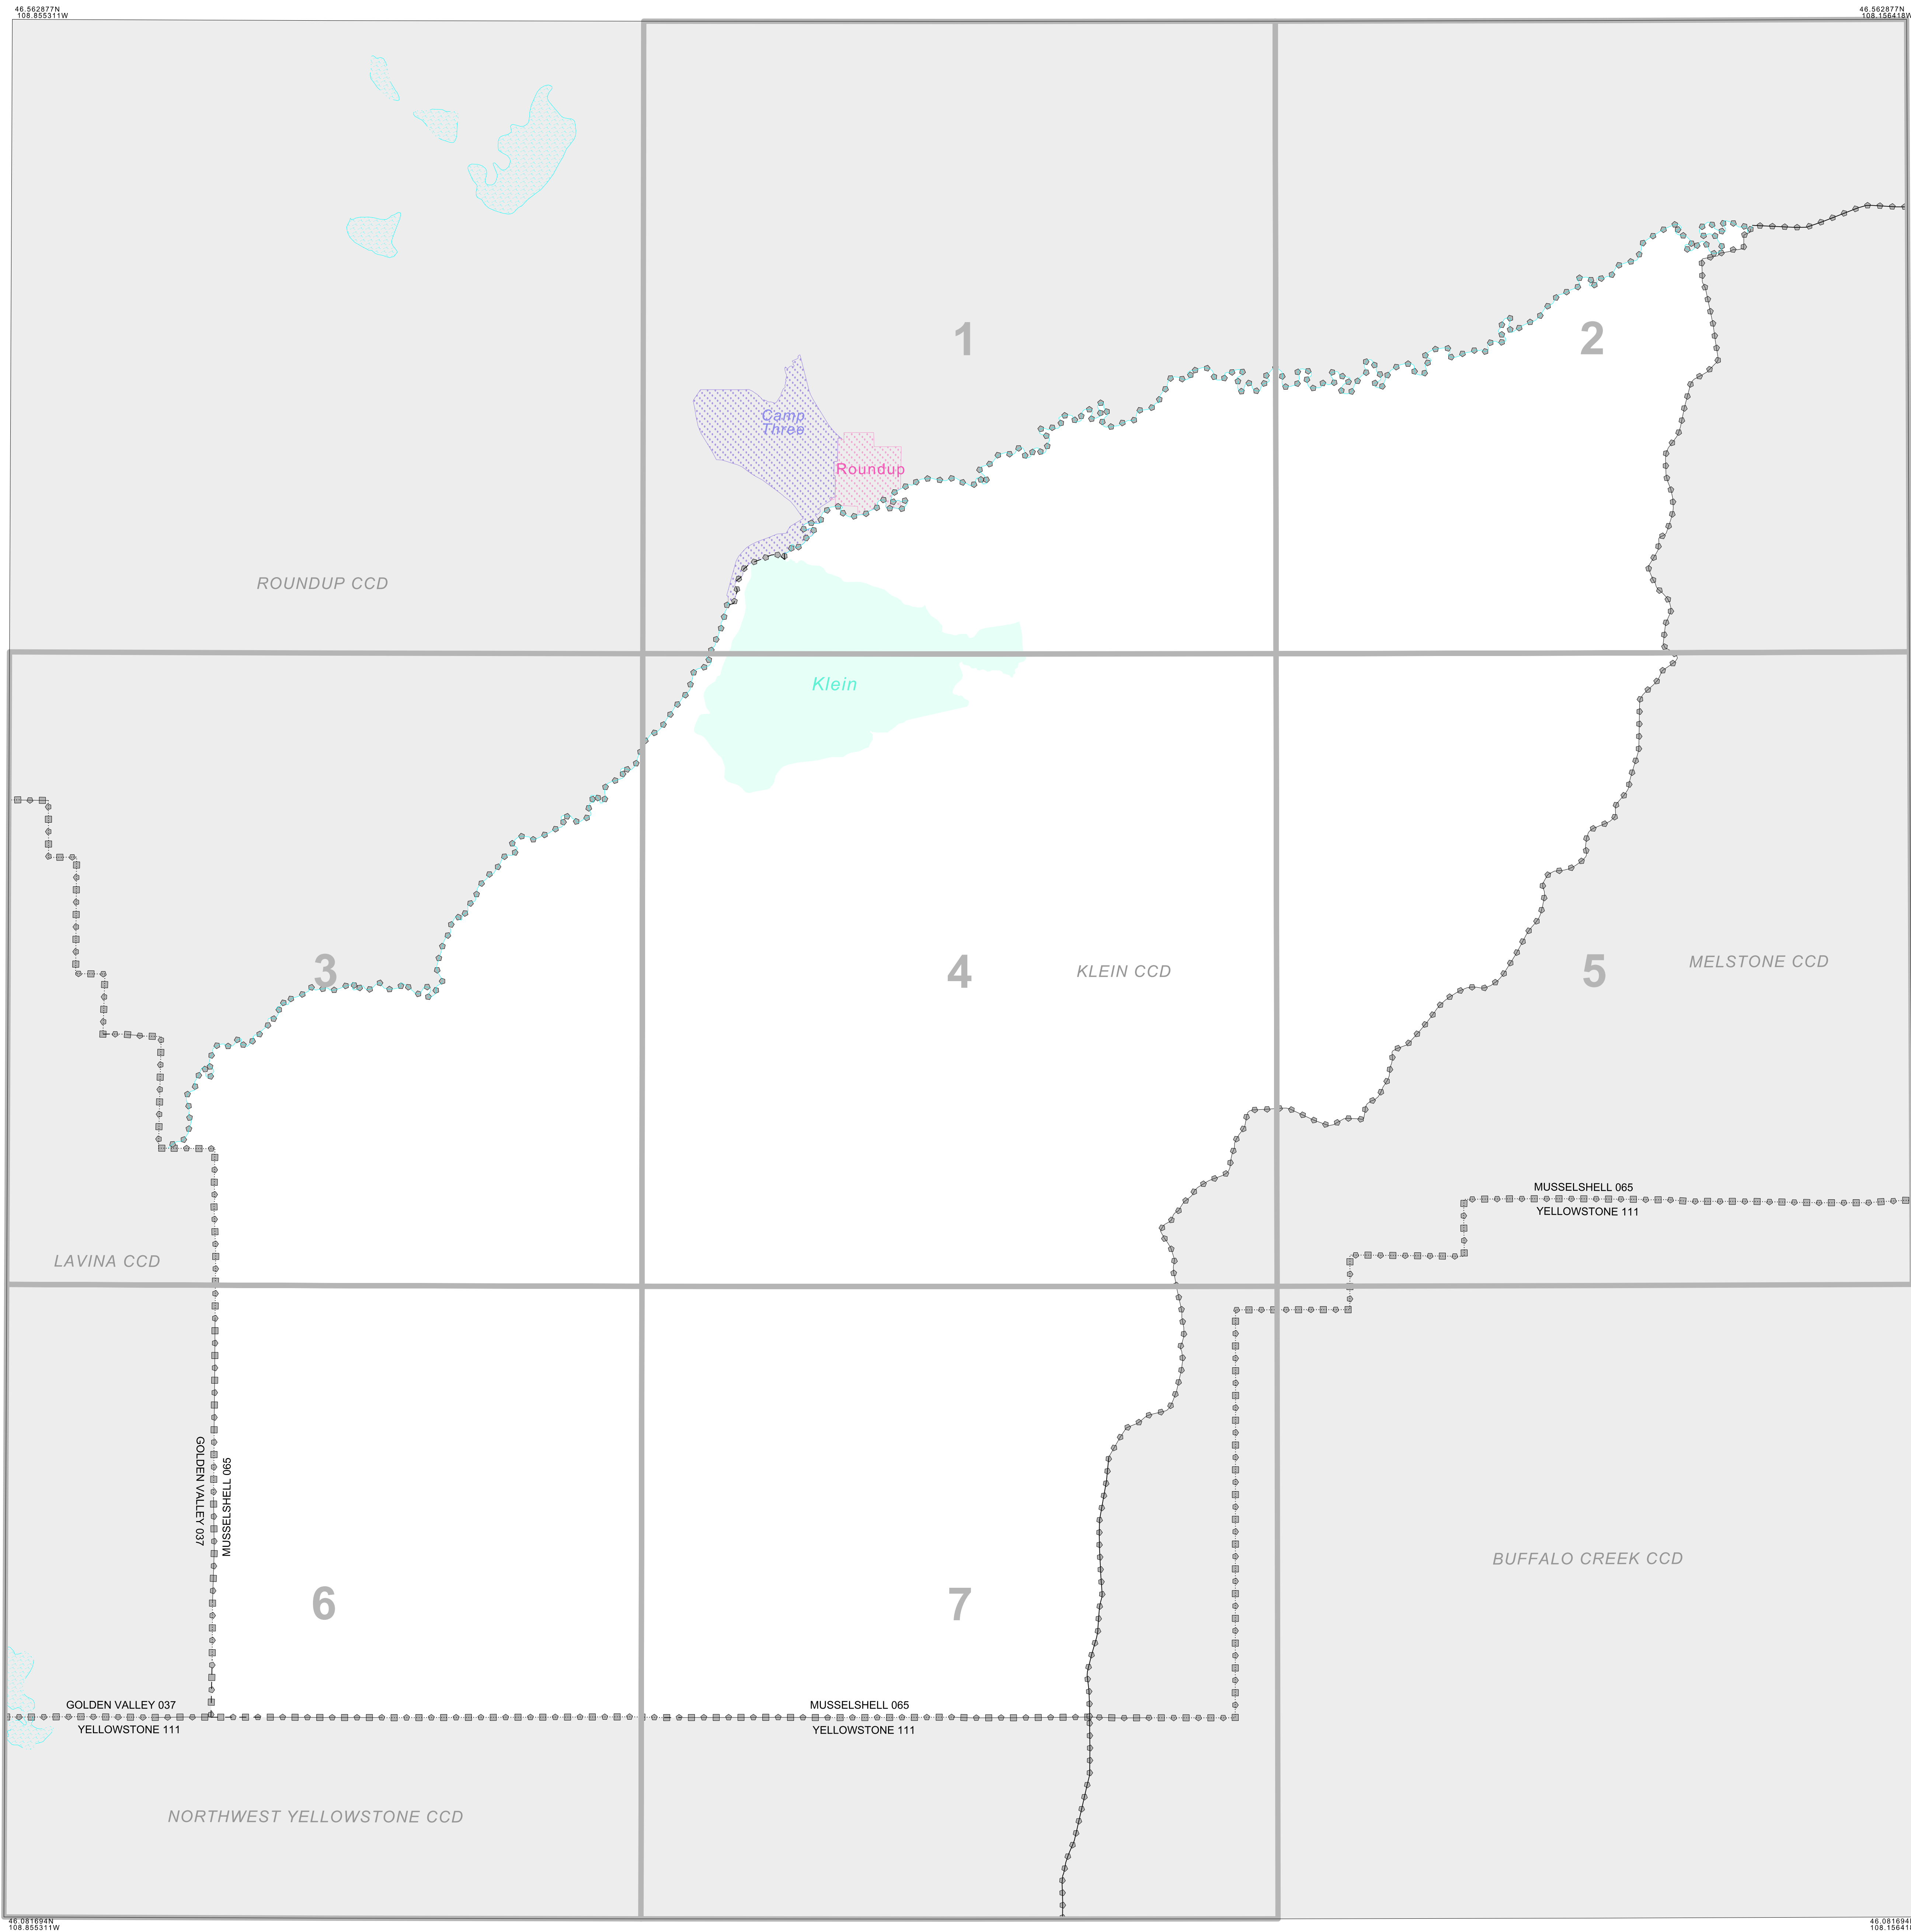 46.562877N
108.855311W
46.562877N
108.156418W
1
2
Camp
Three
Roundup
ROUNDUP CCD
Klein
3
4
KLEIN CCD
5
MELSTONE CCD
MUSSELSHELL 065
YELLOWSTONE 111
LAVINA CCD
GOLDEN VALLEY 037
MUSSELSHELL 065
BUFFALO CREEK CCD
6
7
GOLDEN VALLEY 037
YELLOWSTONE 111
MUSSELSHELL 065
YELLOWSTONE 111
NORTHWEST YELLOWSTONE CCD
46.081694N
108.855311W
46.081694N
108.156418